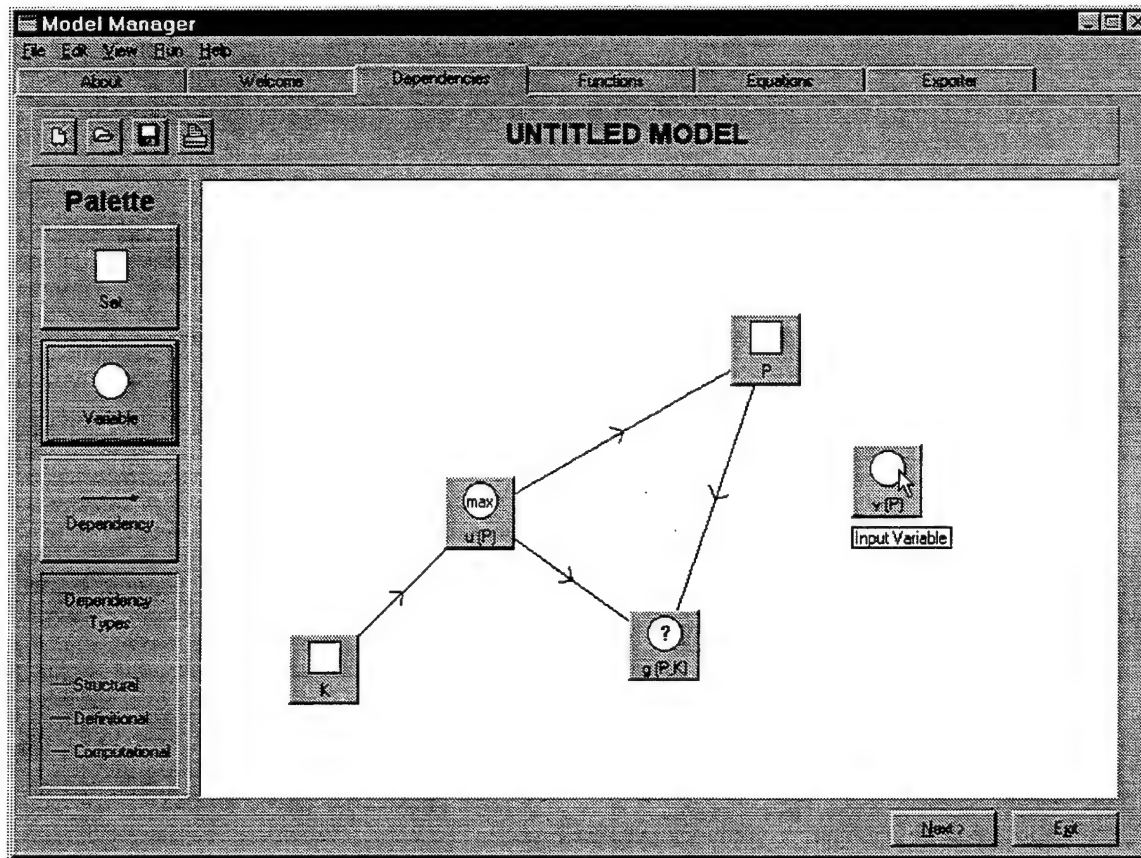 Model Manager
File Edit View Run Help
About Welcome Dependencies Functions Equations Exporter
UNTITLED MODEL
Palette
Set
Variable
Dependency
Dependency
Types
Structural
Definitional
Computational
P
max
u [P]
v [P]
Input Variable
?
g [P,K]
K
Next >
Exit